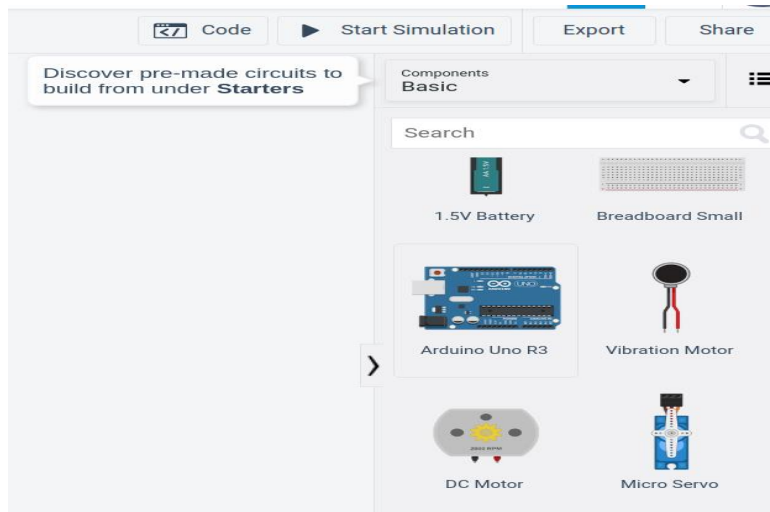 Code
Start Simulation
Export
Share
Discover pre-made circuits to
build from under Starters
Components
Basic
Search
1.5V Battery
Breadboard Small
Arduino Uno R3
Vibration Motor
DC Motor
Micro Servo